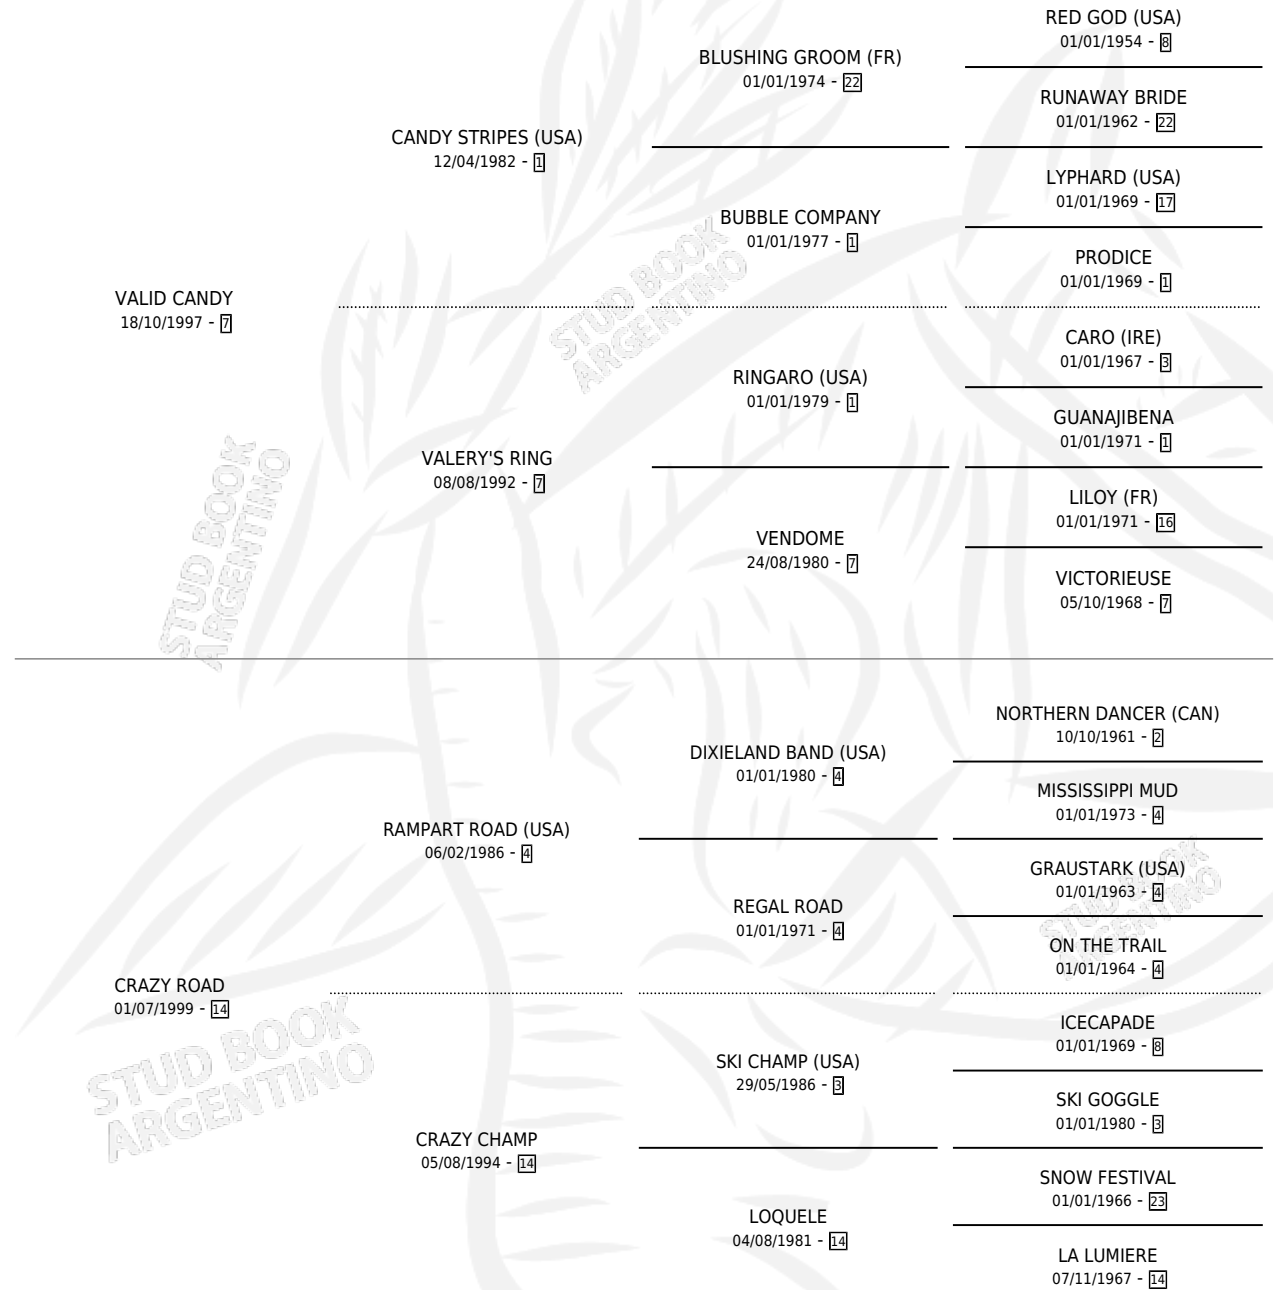 RED GOD (USA)
01/01/1954 - 8
BLUSHING GROOM (FR)
01/01/1974 - 22
RUNAWAY BRIDE
01/01/1962 - 22
CANDY STRIPES (USA)
12/04/1982 - 1
LYPHARD (USA)
01/01/1969 - 17
BUBBLE COMPANY
01/01/1977 - 1
PRODICE
01/01/1969 - 1
VALID CANDY
18/10/1997 - 7
CARO (IRE)
01/01/1967 - 3
RINGARO (USA)
01/01/1979 - 1
GUANAJIBENA
01/01/1971 - 1
VALERY'S RING
08/08/1992 - 7
LILOY (FR)
01/01/1971 - 16
VENDOME
24/08/1980 - 7
VICTORIEUSE
05/10/1968 - 7
NORTHERN DANCER (CAN)
10/10/1961 - 2
DIXIELAND BAND (USA)
01/01/1980 - 4
MISSISSIPPI MUD
01/01/1973 - 4
RAMPART ROAD (USA)
06/02/1986 - 4
GRAUSTARK (USA)
01/01/1963 - 4
REGAL ROAD
01/01/1971 - 4
ON THE TRAIL
01/01/1964 - 4
CRAZY ROAD
01/07/1999 - 14
ICECAPADE
01/01/1969 - 8
SKI CHAMP (USA)
29/05/1986 - 3
SKI GOGGLE
01/01/1980 - 3
CRAZY CHAMP
05/08/1994 - 14
SNOW FESTIVAL
01/01/1966 - 23
LOQUELE
04/08/1981 - 14
LA LUMIERE
07/11/1967 - 14
STUD BOOK
ARGENTINO
STUD BOOK
ARGENTINO
STUD BOOK
ARGENTINO
STUD BOOK
ARGENTINO